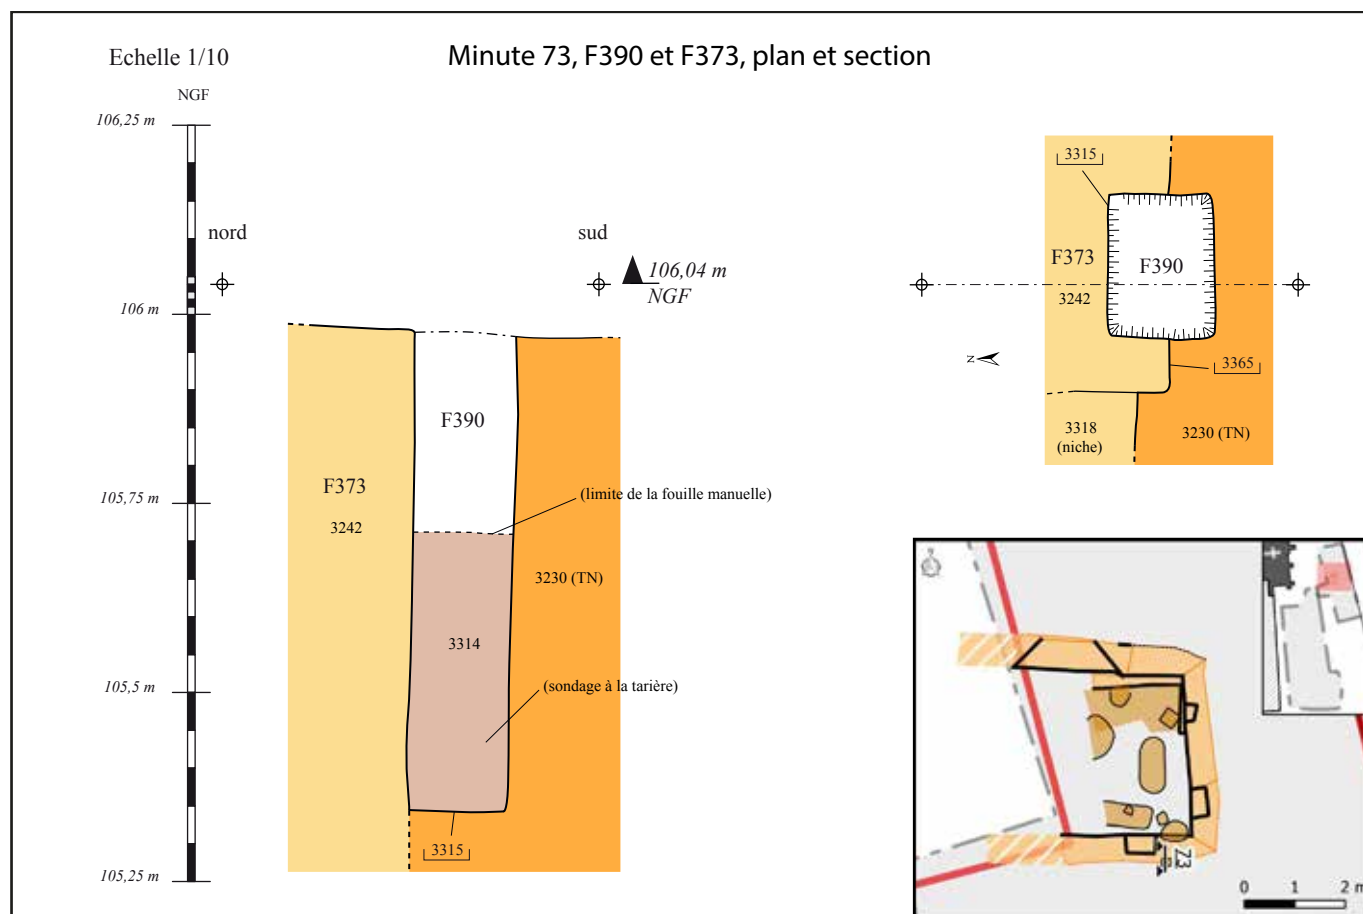 Echelle 1/10
Minute 73, F390 et F373, plan et section
NGF
106,25 m
nord
sud
106,04 m
NGF
106 m
F390
F373
3242
(limite de la fouille manuelle)
105,75 m
3230 (TN)
3314
105,5 m
(sondage à la tarière)
3315
105,25 m
3315
F373
F390
3242
N
3365
3318
(niche)
3230 (TN)
N
73
0 1 2 m